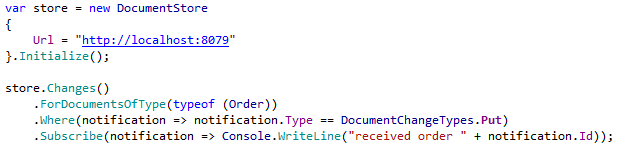 var store = new DocumentStore
{
    Url = "http://localhost:8079"
}.Initialize();

store.Changes()
    .ForDocumentsOfType(typeof (Order))
    .Where(notification => notification.Type == DocumentChangeTypes.Put)
    .Subscribe(notification => Console.WriteLine("received order " + notification.Id));